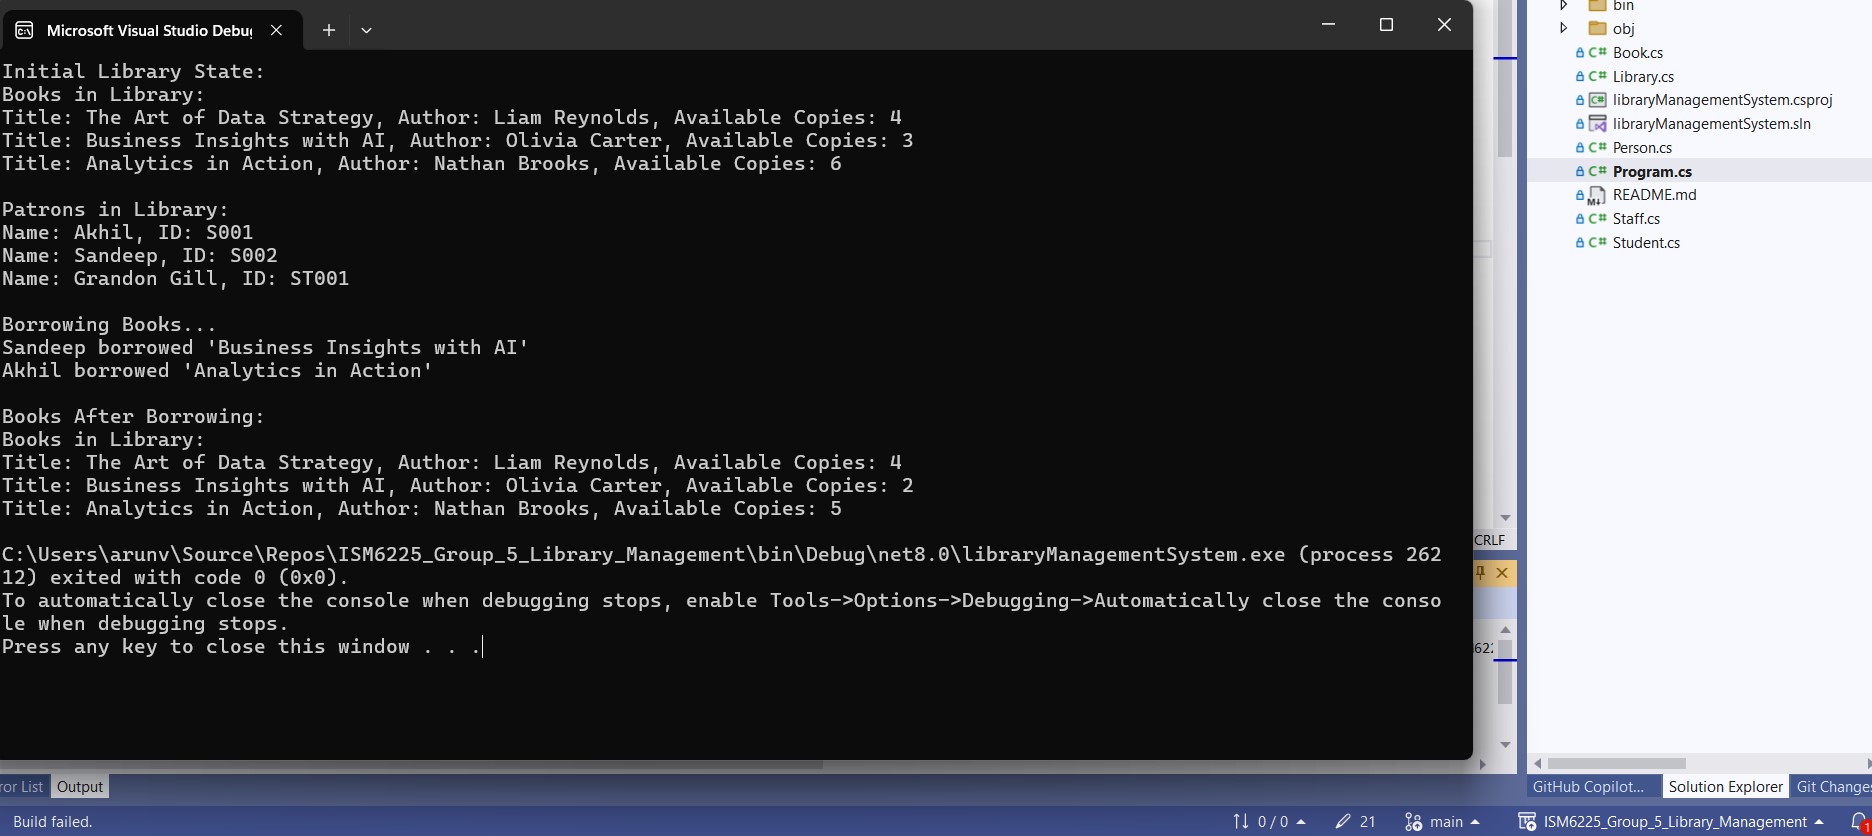 Microsoft Visual Studio Debu
Initial Library State:
Books in Library:
Title: The Art of Data Strategy, Author: Liam Reynolds, Available Copies: 4
Title: Business Insights with AI, Author: Olivia Carter, Available Copies: 3
Title: Analytics in Action, Author: Nathan Brooks, Available Copies: 6
Patrons in Library:
Name: Akhil, ID: S001
Name: Sandeep, ID: S002
Name: Grandon Gill, ID: ST001
Borrowing Books...
Sandeep borrowed 'Business Insights with AI'
Akhil borrowed 'Analytics in Action'
Books After Borrowing:
Books in Library:
Title: The Art of Data Strategy, Author: Liam Reynolds, Available Copies: 4
Title: Business Insights with AI, Author: Olivia Carter, Available Copies: 2
Title: Analytics in Action, Author: Nathan Brooks, Available Copies: 5
C:\Users\arunv\Source\Repos\ISM6225_Group_5_Library_Management\bin\Debug\net8.0\libraryManagementSystem.exe (process 262
12) exited with code 0 (0x0).
To automatically close the console when debugging stops, enable Tools->Options->Debugging->Automatically close the conso
le when debugging stops.
Press any key to close this window . . .
bin
obj
C# Book.cs
C# Library.cs
C# libraryManagementSystem.csproj
libraryManagementSystem.sln
C# Person.cs
C# Program.cs
M↓ README.md
C# Staff.cs
C# Student.cs
CRLF
622
ror List Output
GitHub Copilot... Solution Explorer Git Change
Build failed.
0 / 0 21 main ISM6225_Group_5_Library_Management 1